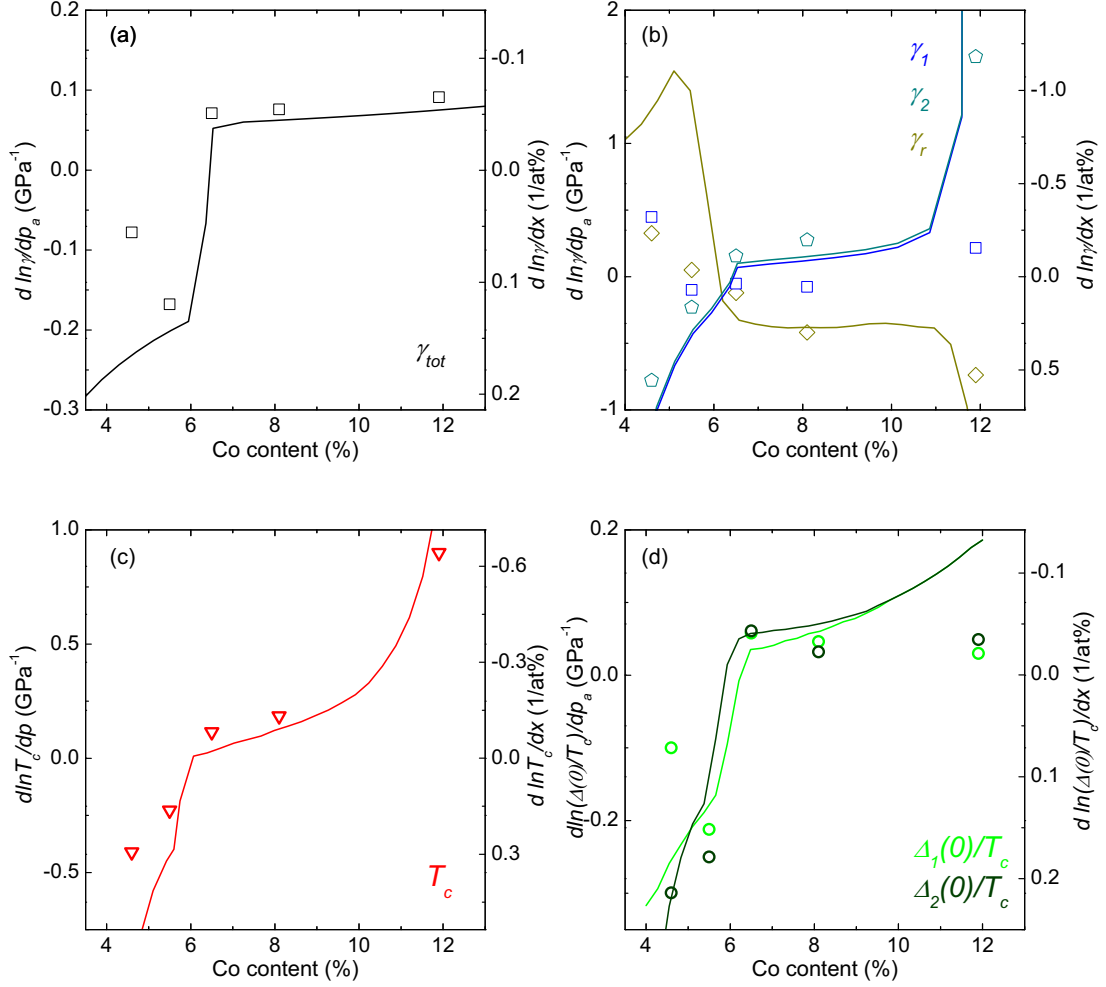 (a)
0.2
0.1
0.0
-0.1
-0.2
-0.3
d lnγ/dp_a (GPa⁻¹)
-0.1
0.0
0.1
0.2
d lnγ/dx (1/at%)
γ_tot
4 6 8 10 12
Co content (%)
(b)
2
1
0
-1
d lnγ/dp_a (GPa⁻¹)
-1.0
-0.5
0.0
0.5
d lnγ/dx (1/at%)
γ_1
γ_2
γ_r
4 6 8 10 12
Co content (%)
(c)
1.0
0.5
0.0
-0.5
dlnT_c/dp (GPa⁻¹)
-0.6
-0.3
0.0
0.3
d lnT_c/dx (1/at%)
T_c
4 6 8 10 12
Co content (%)
(d)
0.2
0.0
-0.2
dln(Δ(0)/T_c)/dp_a (GPa⁻¹)
-0.1
0.0
0.1
0.2
d ln(Δ(0)/T_c)/dx (1/at%)
Δ_1(0)/T_c
Δ_2(0)/T_c
4 6 8 10 12
Co content (%)